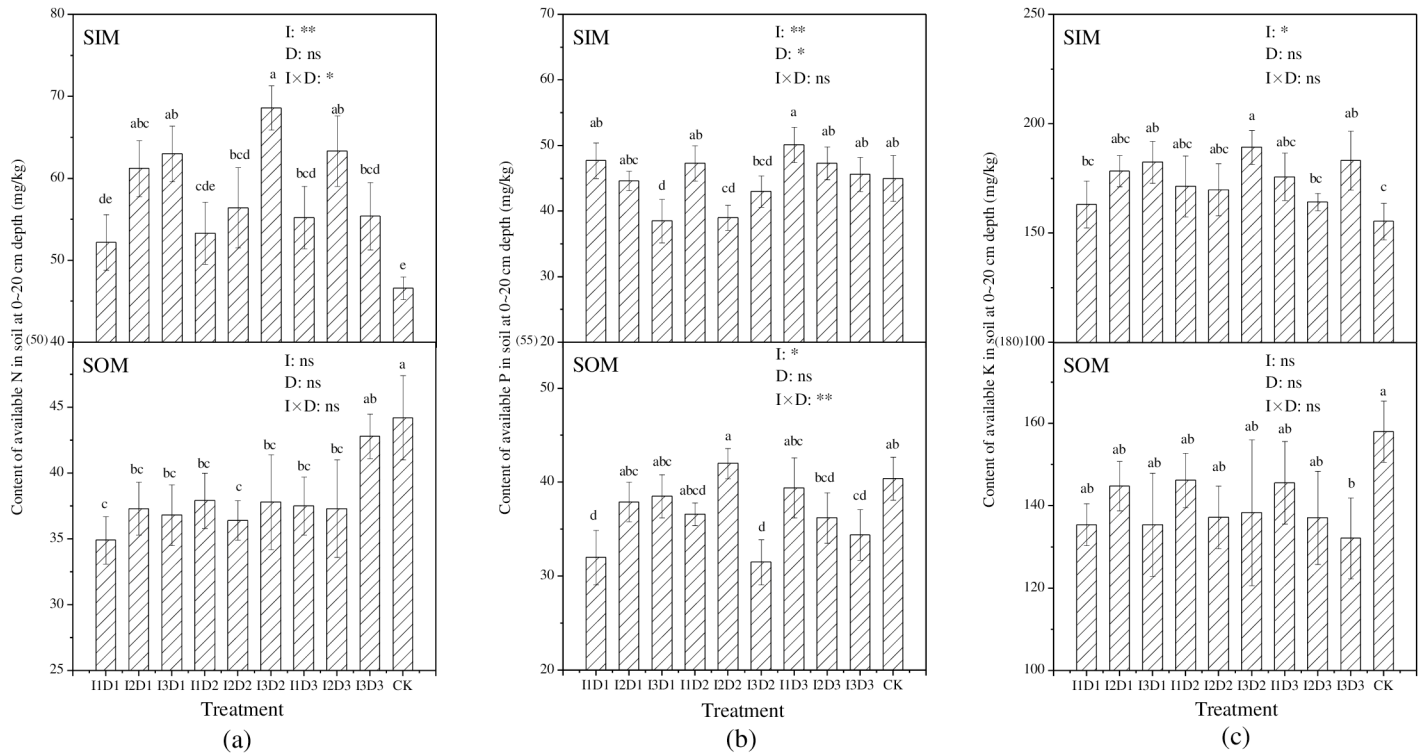 Content of available N in soil at 0~20 cm depth (mg/kg)
80
70
60
50
(50) 40
45
40
35
30
25
SIM
I: **
D: ns
I×D: *
de
abc
ab
cde
bcd
a
bcd
ab
bcd
e
SOM
I: ns
D: ns
I×D: ns
c
bc
bc
bc
c
bc
bc
bc
ab
a
I1D1 I2D1 I3D1 I1D2 I2D2 I3D2 I1D3 I2D3 I3D3 CK
Treatment
(a)
Content of available P in soil at 0~20 cm depth (mg/kg)
70
60
50
40
30
(55) 20
50
40
30
20
SIM
I: **
D: *
I×D: ns
ab
abc
d
ab
cd
bcd
a
ab
ab
ab
SOM
I: *
D: ns
I×D: **
d
abc
abc
abcd
a
d
abc
bcd
cd
ab
I1D1 I2D1 I3D1 I1D2 I2D2 I3D2 I1D3 I2D3 I3D3 CK
Treatment
(b)
Content of available K in soil at 0~20 cm depth (mg/kg)
250
200
150
(180) 100
160
140
120
100
SIM
I: *
D: ns
I×D: ns
bc
abc
ab
abc
abc
a
abc
bc
ab
c
SOM
I: ns
D: ns
I×D: ns
ab
ab
ab
ab
ab
ab
ab
ab
b
a
I1D1 I2D1 I3D1 I1D2 I2D2 I3D2 I1D3 I2D3 I3D3 CK
Treatment
(c)